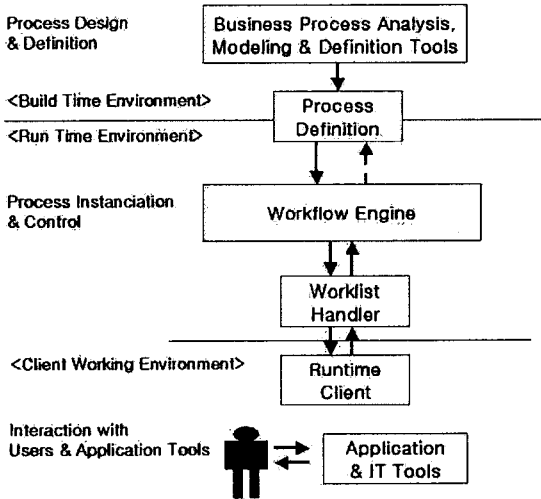 Process Design
& Definition
Business Process Analysis,
Modeling & Definition Tools
<Build Time Environment>
Process
Definition
<Run Time Environment>
Process Instanciation
& Control
Workflow Engine
Worklist
Handler
<Client Working Environment>
Runtime
Client
Interaction with
Users & Application Tools
Application
& IT Tools